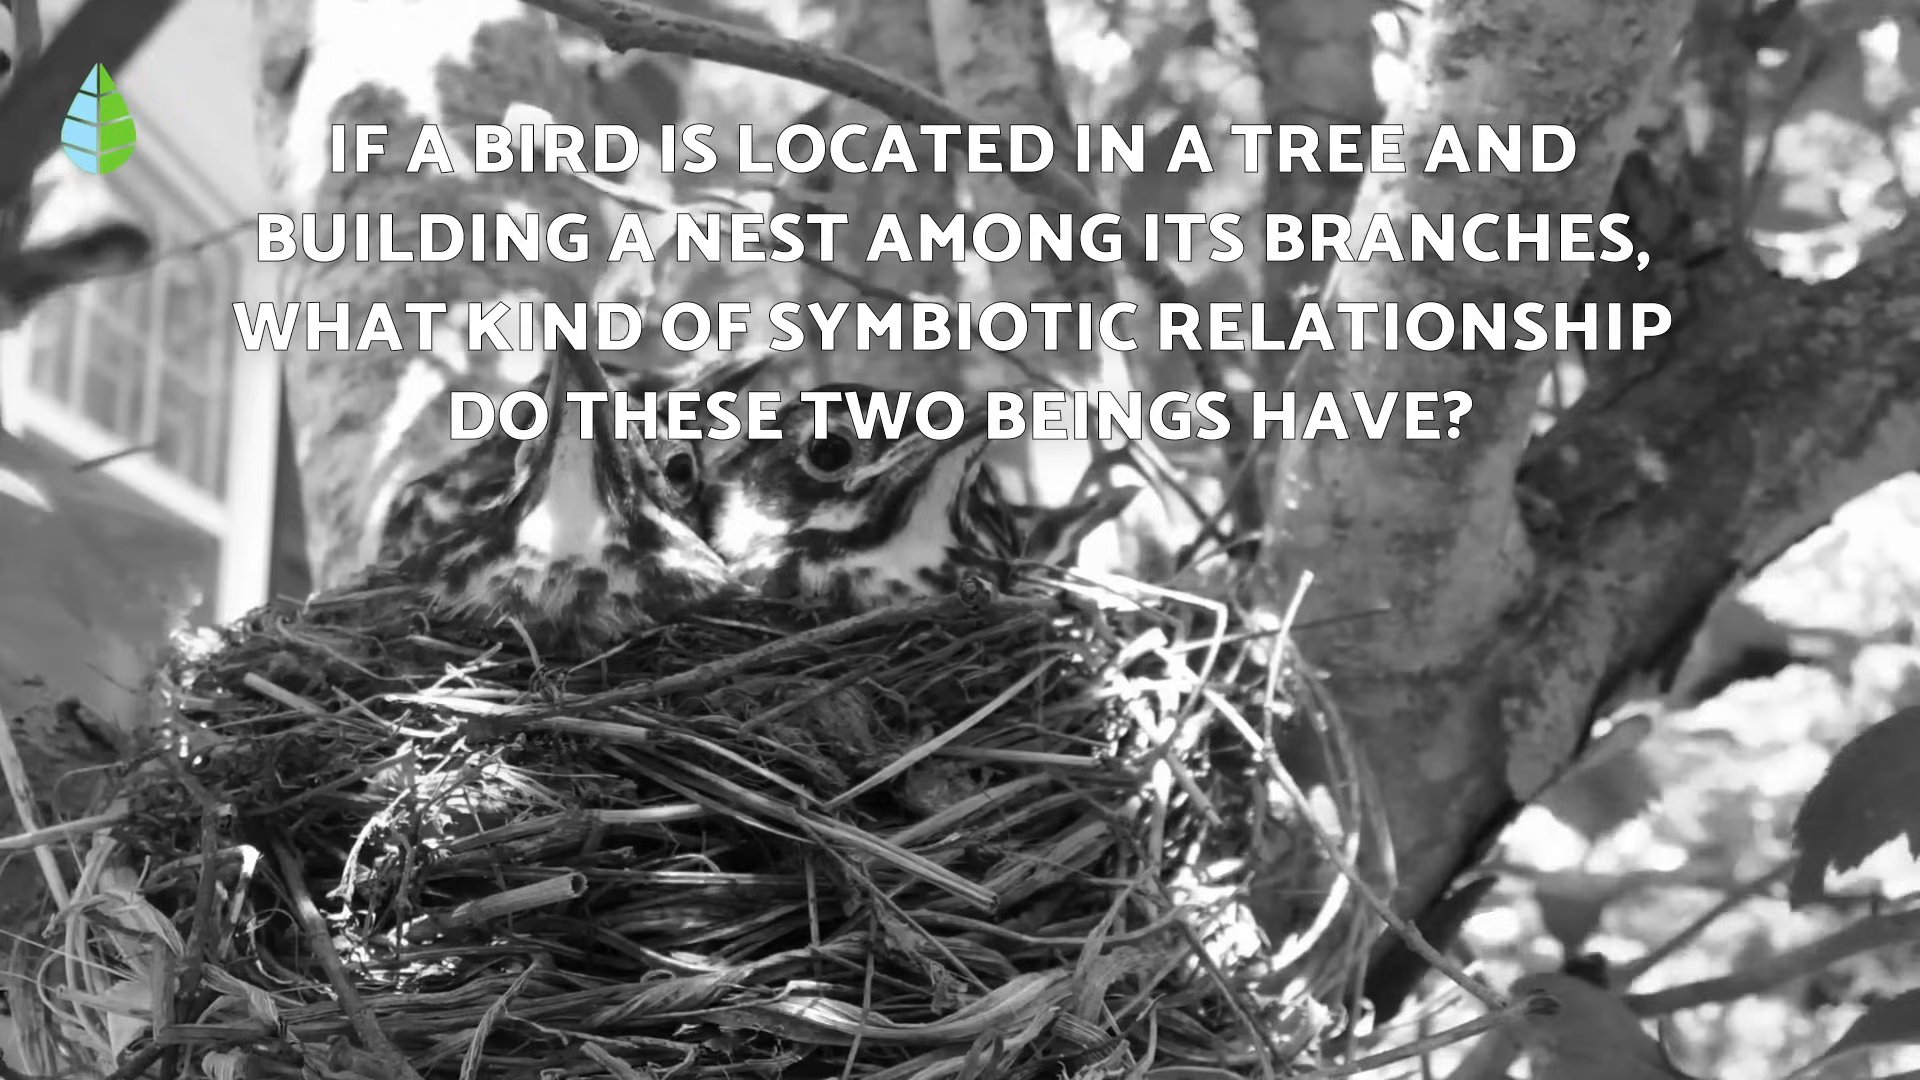 IF A BIRD IS LOCATED IN A TREE AND
BUILDING A NEST AMONG ITS BRANCHES,
WHAT KIND OF SYMBIOTIC RELATIONSHIP
DO THESE TWO BEINGS HAVE?